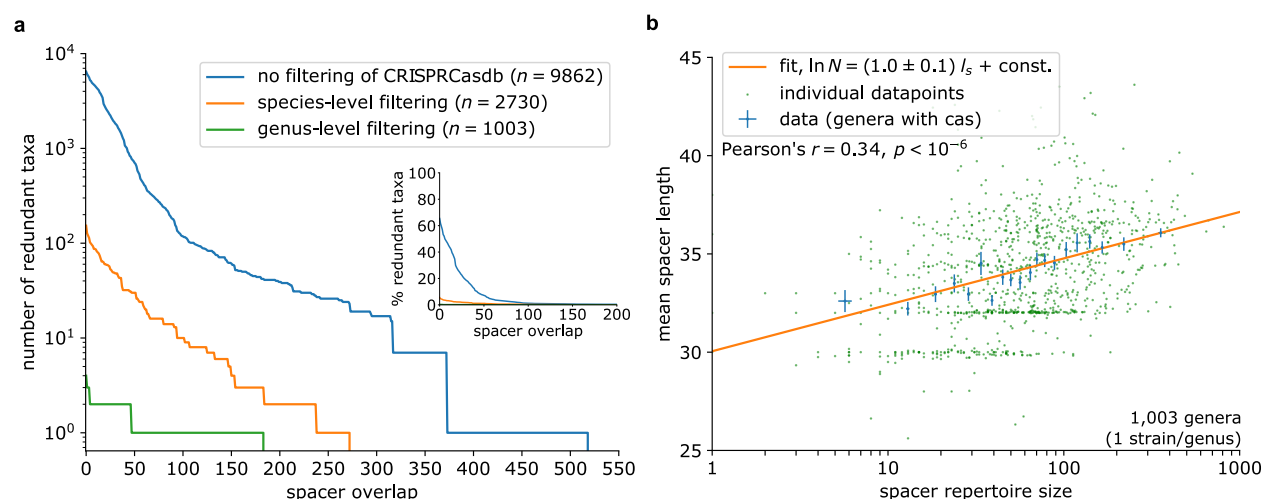 a
number of redundant taxa
10^4
10^3
10^2
10^1
10^0
0 50 100 150 200 250 300 350 400 450 500 550
spacer overlap
no filtering of CRISPRCasdb (n = 9862)
species-level filtering (n = 2730)
genus-level filtering (n = 1003)
% redundant taxa
100
80
60
40
20
0
0 50 100 150 200
spacer overlap
b
mean spacer length
45
40
35
30
25
1 10 100 1000
spacer repertoire size
fit, ln N = (1.0 ± 0.1) l_s + const.
individual datapoints
data (genera with cas)
Pearson's r = 0.34, p < 10^−6
1,003 genera
(1 strain/genus)